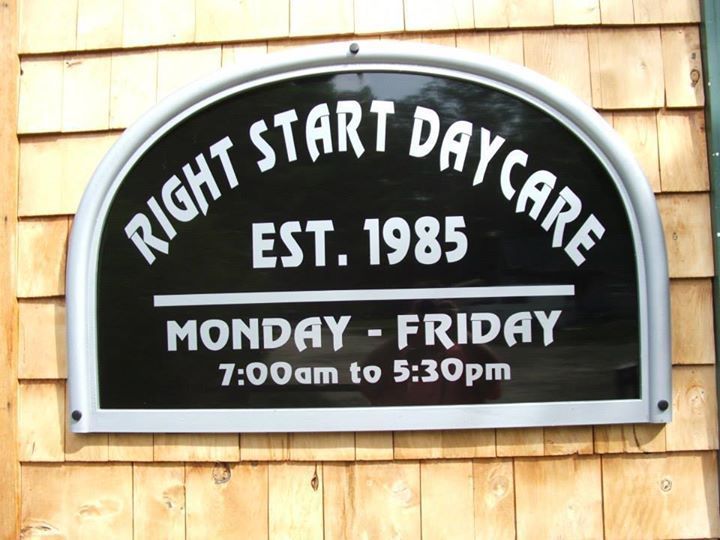 RIGHT START DAYCARE
EST. 1985
MONDAY - FRIDAY
7:00am to 5:30pm